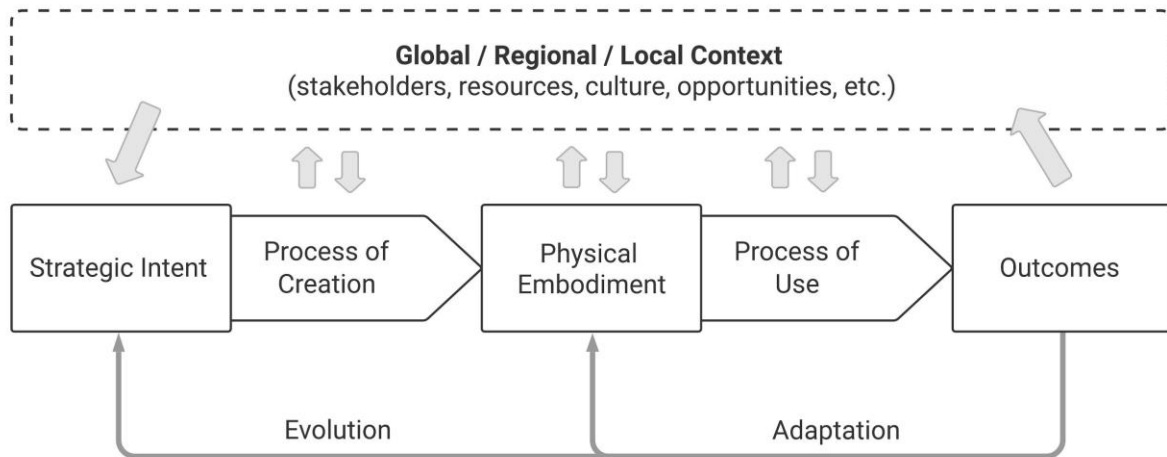 Global / Regional / Local Context
(stakeholders, resources, culture, opportunities, etc.)
Strategic Intent
Process of
Creation
Physical
Embodiment
Process of
Use
Outcomes
Evolution
Adaptation